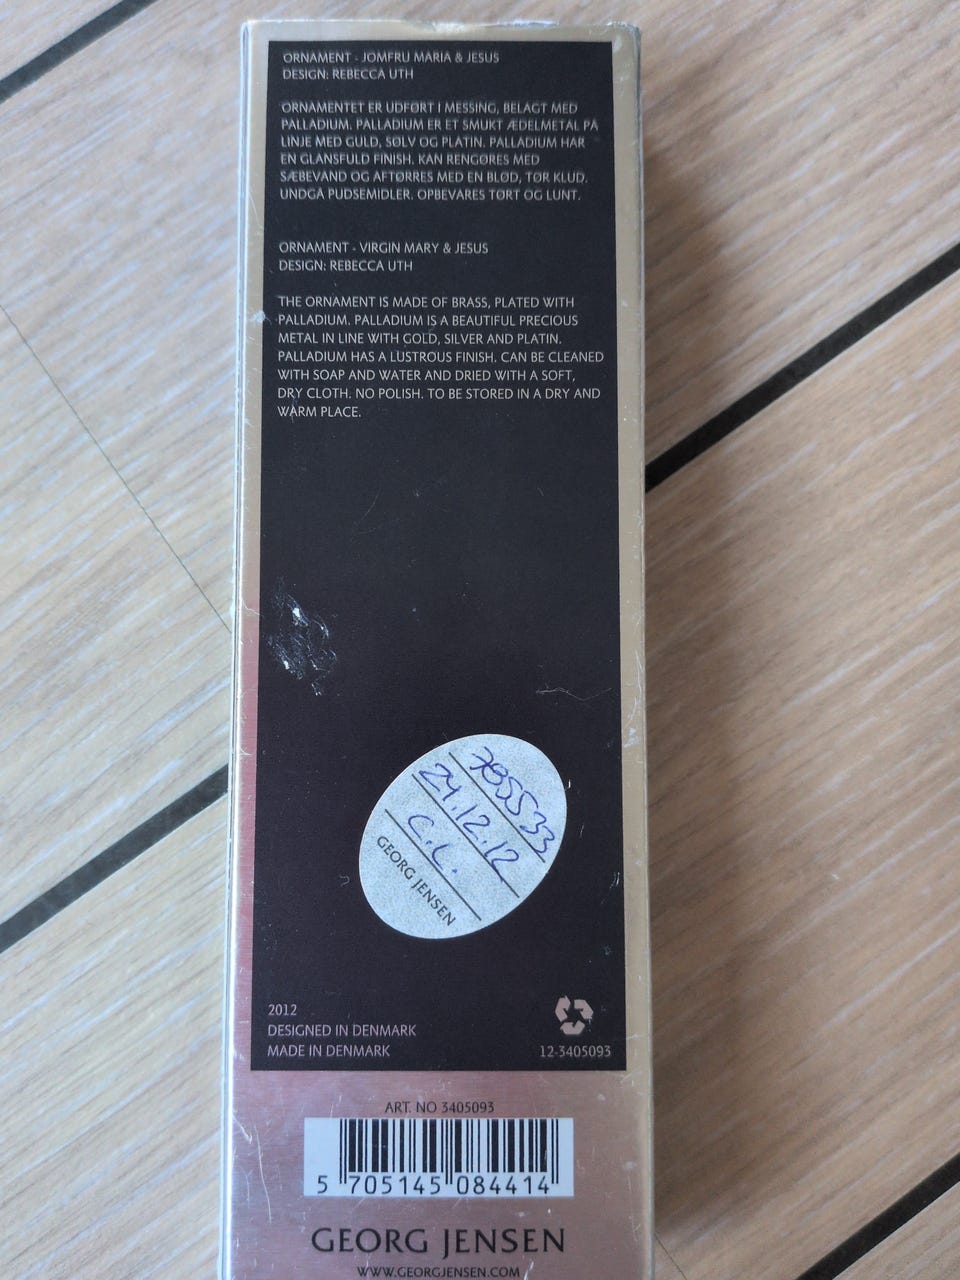 ORNAMENT - JOMFRU MARIA & JESUS
DESIGN: REBECCA UTH
ORNAMENTET ER UDFØRT I MESSING, BELAGT MED
PALLADIUM. PALLADIUM ER ET SMUKT ÆDELMETAL PÅ
LINJE MED GULD, SØLV OG PLATIN. PALLADIUM HAR
EN GLANSFULD FINISH. KAN RENGØRES MED
SÆBEVAND OG AFTØRRES MED EN BLØD, TØR KLUD.
UNDGÅ PUDSEMIDLER. OPBEVARES TØRT OG LUNT.
ORNAMENT - VIRGIN MARY & JESUS
DESIGN: REBECCA UTH
THE ORNAMENT IS MADE OF BRASS, PLATED WITH
PALLADIUM. PALLADIUM IS A BEAUTIFUL PRECIOUS
METAL IN LINE WITH GOLD, SILVER AND PLATIN.
PALLADIUM HAS A LUSTROUS FINISH. CAN BE CLEANED
WITH SOAP AND WATER AND DRIED WITH A SOFT,
DRY CLOTH. NO POLISH. TO BE STORED IN A DRY AND
WARM PLACE.
7855533
24.12.12
C.L.
GEORG JENSEN
2012
DESIGNED IN DENMARK
MADE IN DENMARK
12-3405093
ART. NO 3405093
5 705145 084414
GEORG JENSEN
WWW.GEORGJENSEN.COM